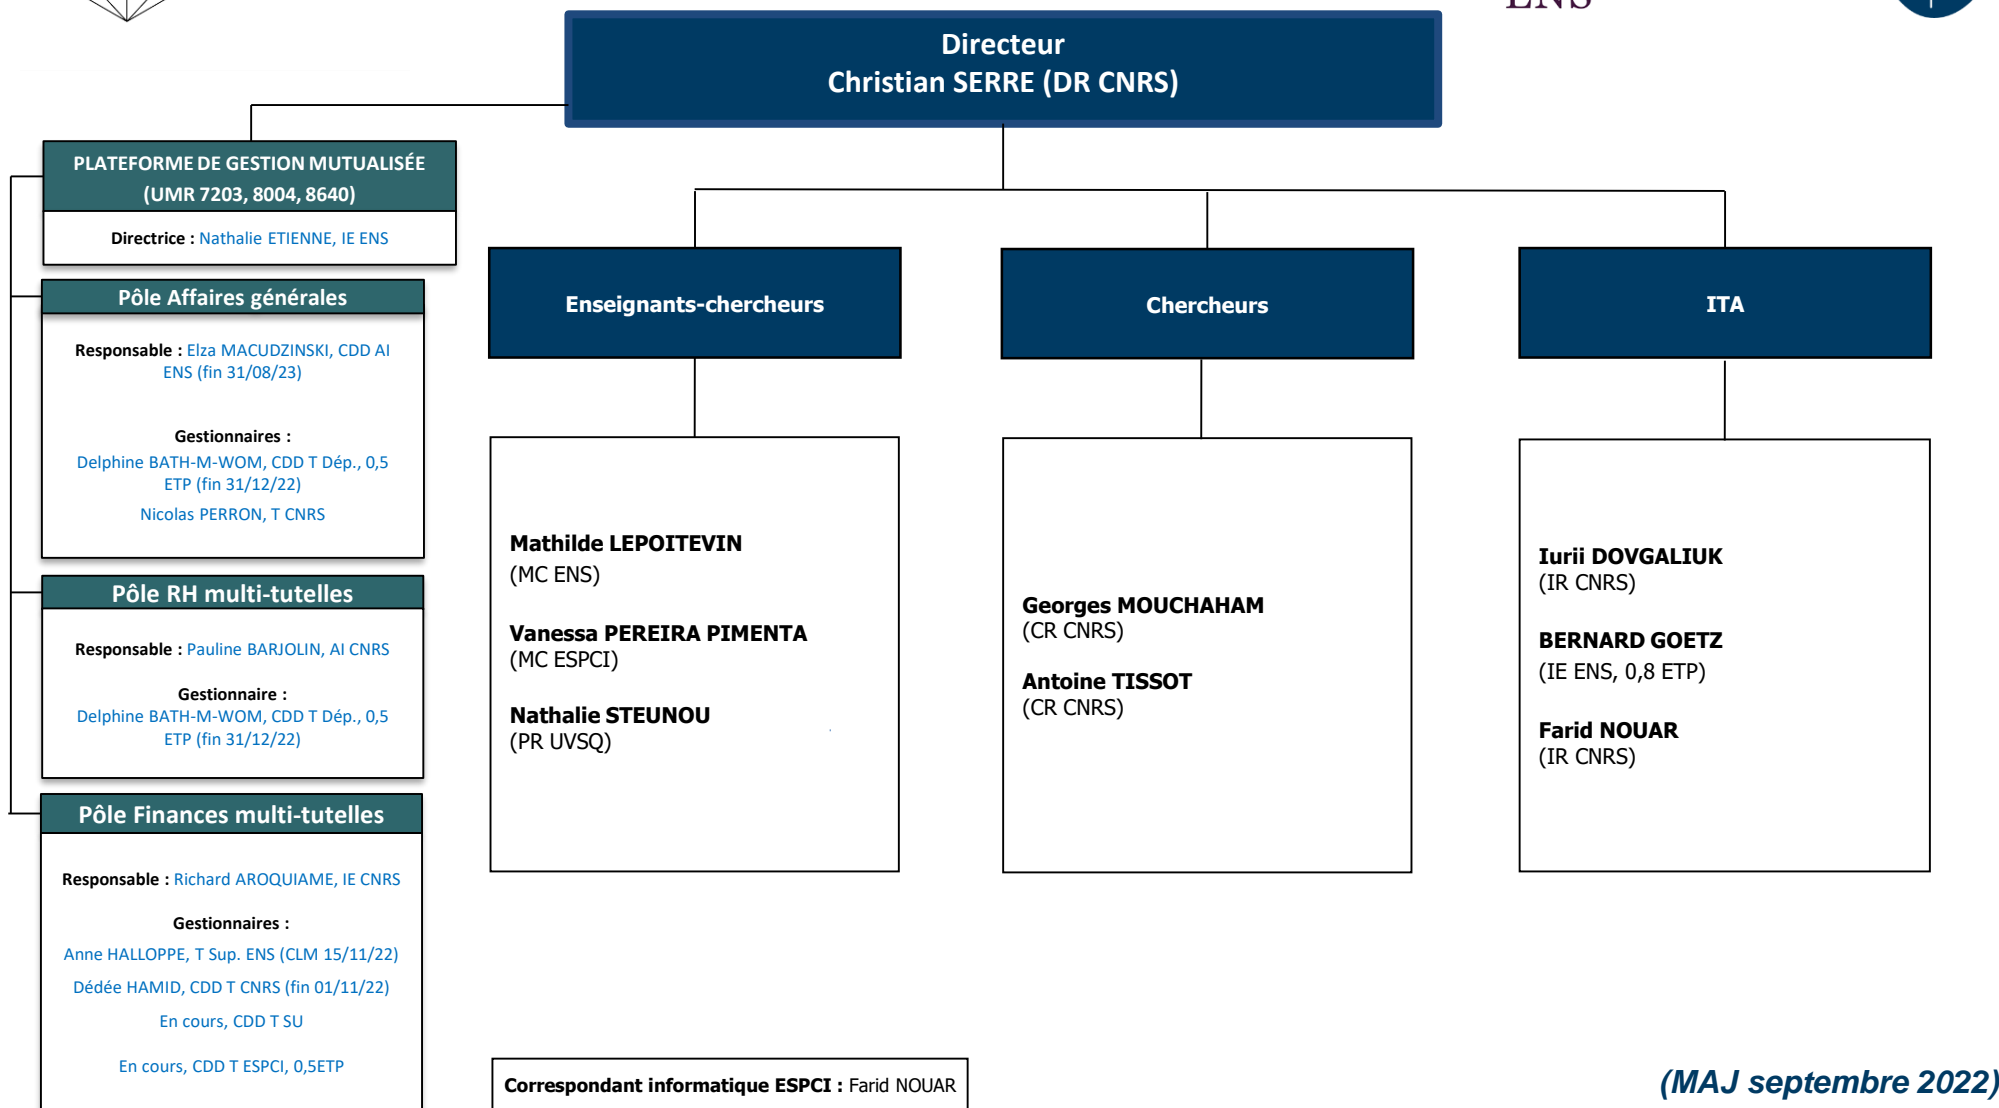 ENS
Directeur
Christian SERRE (DR CNRS)
PLATEFORME DE GESTION MUTUALISÉE
(UMR 7203, 8004, 8640)
Directrice : Nathalie ETIENNE, IE ENS
Pôle Affaires générales
Responsable : Elza MACUDZINSKI, CDD AI
ENS (fin 31/08/23)
Gestionnaires :
Delphine BATH-M-WOM, CDD T Dép., 0,5
ETP (fin 31/12/22)
Nicolas PERRON, T CNRS
Pôle RH multi-tutelles
Responsable : Pauline BARJOLIN, AI CNRS
Gestionnaire :
Delphine BATH-M-WOM, CDD T Dép., 0,5
ETP (fin 31/12/22)
Pôle Finances multi-tutelles
Responsable : Richard AROQUIAME, IE CNRS
Gestionnaires :
Anne HALLOPPE, T Sup. ENS (CLM 15/11/22)
Dédée HAMID, CDD T CNRS (fin 01/11/22)
En cours, CDD T SU
En cours, CDD T ESPCI, 0,5ETP
Enseignants-chercheurs
Mathilde LEPOITEVIN
(MC ENS)
Vanessa PEREIRA PIMENTA
(MC ESPCI)
Nathalie STEUNOU
(PR UVSQ)
Chercheurs
Georges MOUCHAHAM
(CR CNRS)
Antoine TISSOT
(CR CNRS)
ITA
Iurii DOVGALIUK
(IR CNRS)
BERNARD GOETZ
(IE ENS, 0,8 ETP)
Farid NOUAR
(IR CNRS)
Correspondant informatique ESPCI : Farid NOUAR
(MAJ septembre 2022)